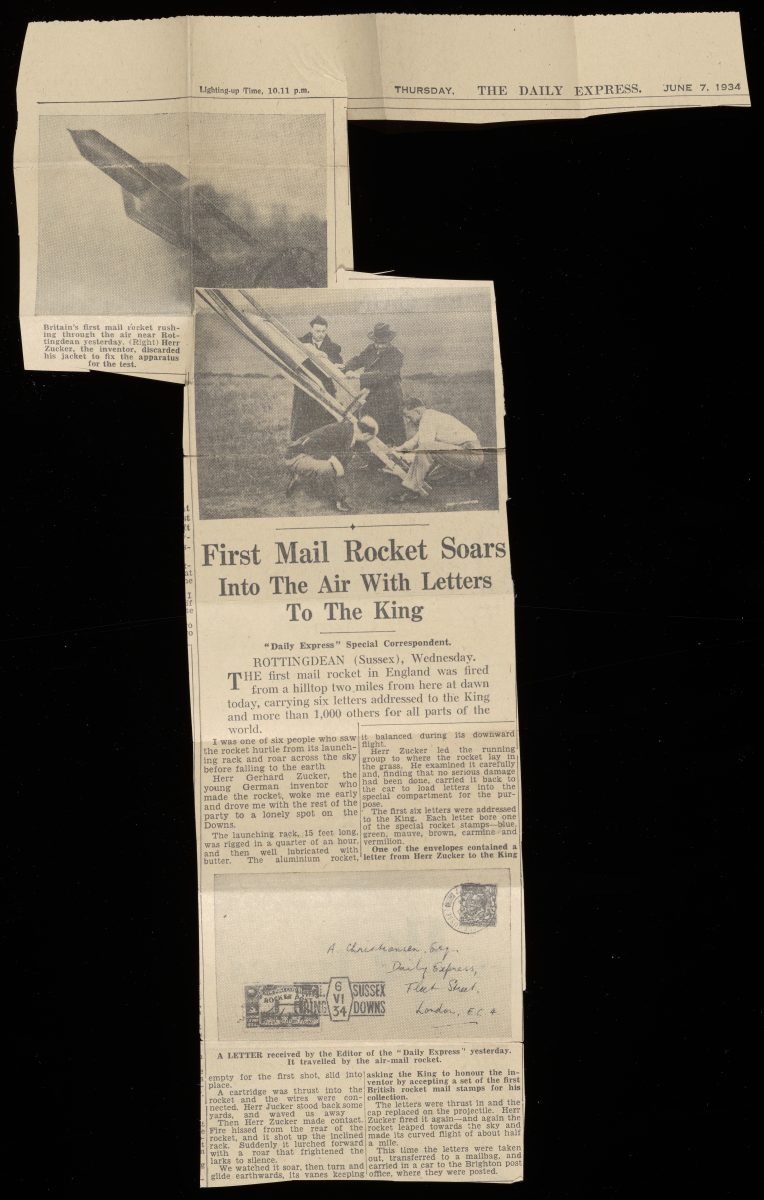 Lighting-up Time, 10.11 p.m.
THURSDAY, THE DAILY EXPRESS, JUNE 7, 1934
Britain's first mail rocket rush-
ing through the air near Rot-
tingdean yesterday. (Right) Herr
Zucker, the inventor, discarded
his jacket to fix the apparatus
for the test.
First Mail Rocket Soars
Into The Air With Letters
To The King
"Daily Express" Special Correspondent.
ROTTINGDEAN (Sussex), Wednesday.
THE first mail rocket in England was fired
from a hilltop two miles from here at dawn
today, carrying six letters addressed to the King
and more than 1,000 others for all parts of the
world.
I was one of six people who saw
the rocket hurtle from its launch-
ing rack and roar across the sky
before falling to the earth
Herr Gerhard Zucker, the
young German inventor who
made the rocket, woke me early
and drove me with the rest of the
party to a lonely spot on the
Downs.
The launching rack, 15 feet long,
was rigged in a quarter of an hour,
and then well lubricated with
butter. The aluminium rocket,
empty for the first shot, slid into
place.
A cartridge was thrust into the
rocket and the wires were con-
nected. Herr Jucker stood back some
yards, and waved us away
Then Herr Zucker made contact.
Fire hissed from the rear of the
rocket, and it shot up the inclined
rack. Suddenly it lurched forward
with a roar that frightened the
larks to silence.
We watched it soar, then turn and
glide earthwards, its vanes keeping
it balanced during its downward
flight.
Herr Zucker led the running
group to where the rocket lay in
the grass. He examined it carefully
and, finding that no serious damage
had been done, carried it back to
the car to load letters into the
special compartment for the pur-
pose.
The first six letters were addressed
to the King. Each letter bore one
of the special rocket stamps—blue,
green, mauve, brown, carmine and
vermilion.
One of the envelopes contained a
letter from Herr Zucker to the King
asking the King to honour the in-
ventor by accepting a set of the first
British rocket mail stamps for his
collection.
The letters were thrust in and the
cap replaced on the projectile. Herr
Zucker fired it again—and again the
rocket leaped towards the sky and
made its curved flight of about half
a mile.
This time the letters were taken
out, transferred to a mailbag, and
carried in a car to the Brighton post
office, where they were posted.
A. Christiansen, Esq.
"Daily Express,"
Fleet Street,
London, E.C.4
ROCKET
6
VI
34
SUSSEX
DOWNS
A LETTER received by the Editor of the "Daily Express" yesterday.
It travelled by the air-mail rocket.